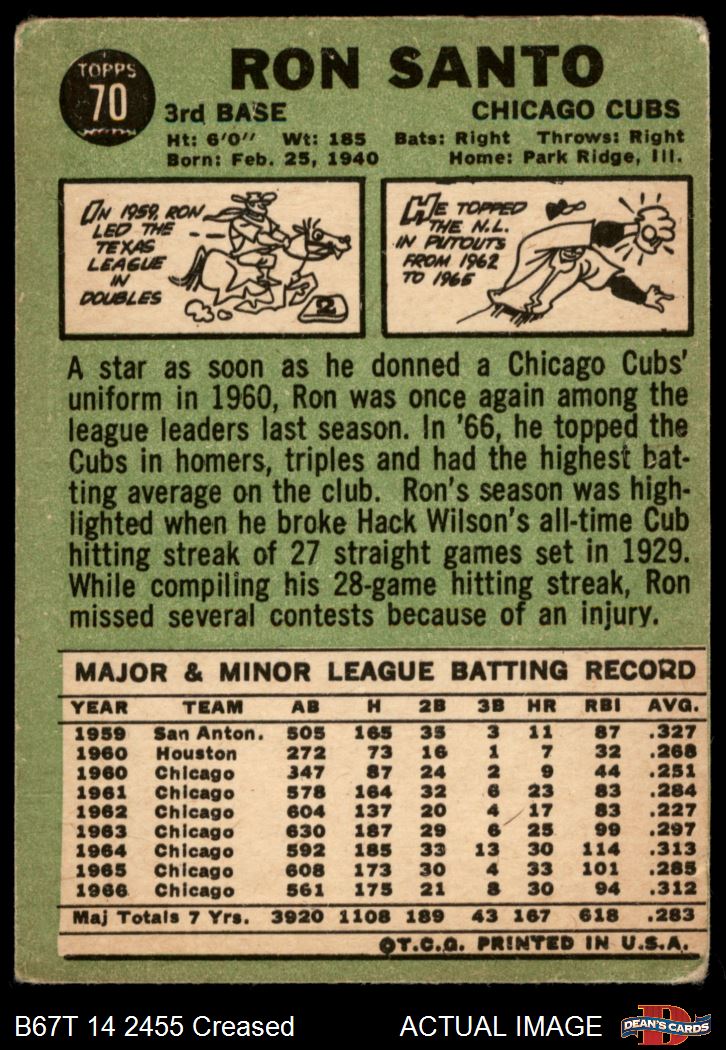 TOPPS
70
RON SANTO
3rd BASE CHICAGO CUBS
Ht: 6'0" Wt: 185 Bats: Right Throws: Right
Born: Feb. 25, 1940 Home: Park Ridge, Ill.
IN 1959, RON
LED THE
TEXAS
LEAGUE
IN
DOUBLES
2
HE TOPPED
THE N.L.
IN PUTOUTS
FROM 1962
TO 1965
A star as soon as he donned a Chicago Cubs'
uniform in 1960, Ron was once again among the
league leaders last season. In '66, he topped the
Cubs in homers, triples and had the highest bat-
ting average on the club. Ron's season was high-
lighted when he broke Hack Wilson's all-time Cub
hitting streak of 27 straight games set in 1929.
While compiling his 28-game hitting streak, Ron
missed several contests because of an injury.
MAJOR & MINOR LEAGUE BATTING RECORD
YEAR TEAM AB H 2B 3B HR RBI AVG.
1959 San Anton. 505 165 35 3 11 87 .327
1960 Houston 272 73 16 1 7 32 .268
1960 Chicago 347 87 24 2 9 44 .251
1961 Chicago 578 164 32 6 23 83 .284
1962 Chicago 604 137 20 4 17 83 .227
1963 Chicago 630 187 29 6 25 99 .297
1964 Chicago 592 185 33 13 30 114 .313
1965 Chicago 608 173 30 4 33 101 .285
1966 Chicago 561 175 21 8 30 94 .312
Maj Totals 7 Yrs. 3920 1108 189 43 167 618 .283
©T.C.G. PRINTED IN U.S.A.
B67T 14 2455 Creased ACTUAL IMAGE
D
DEAN'S CARDS